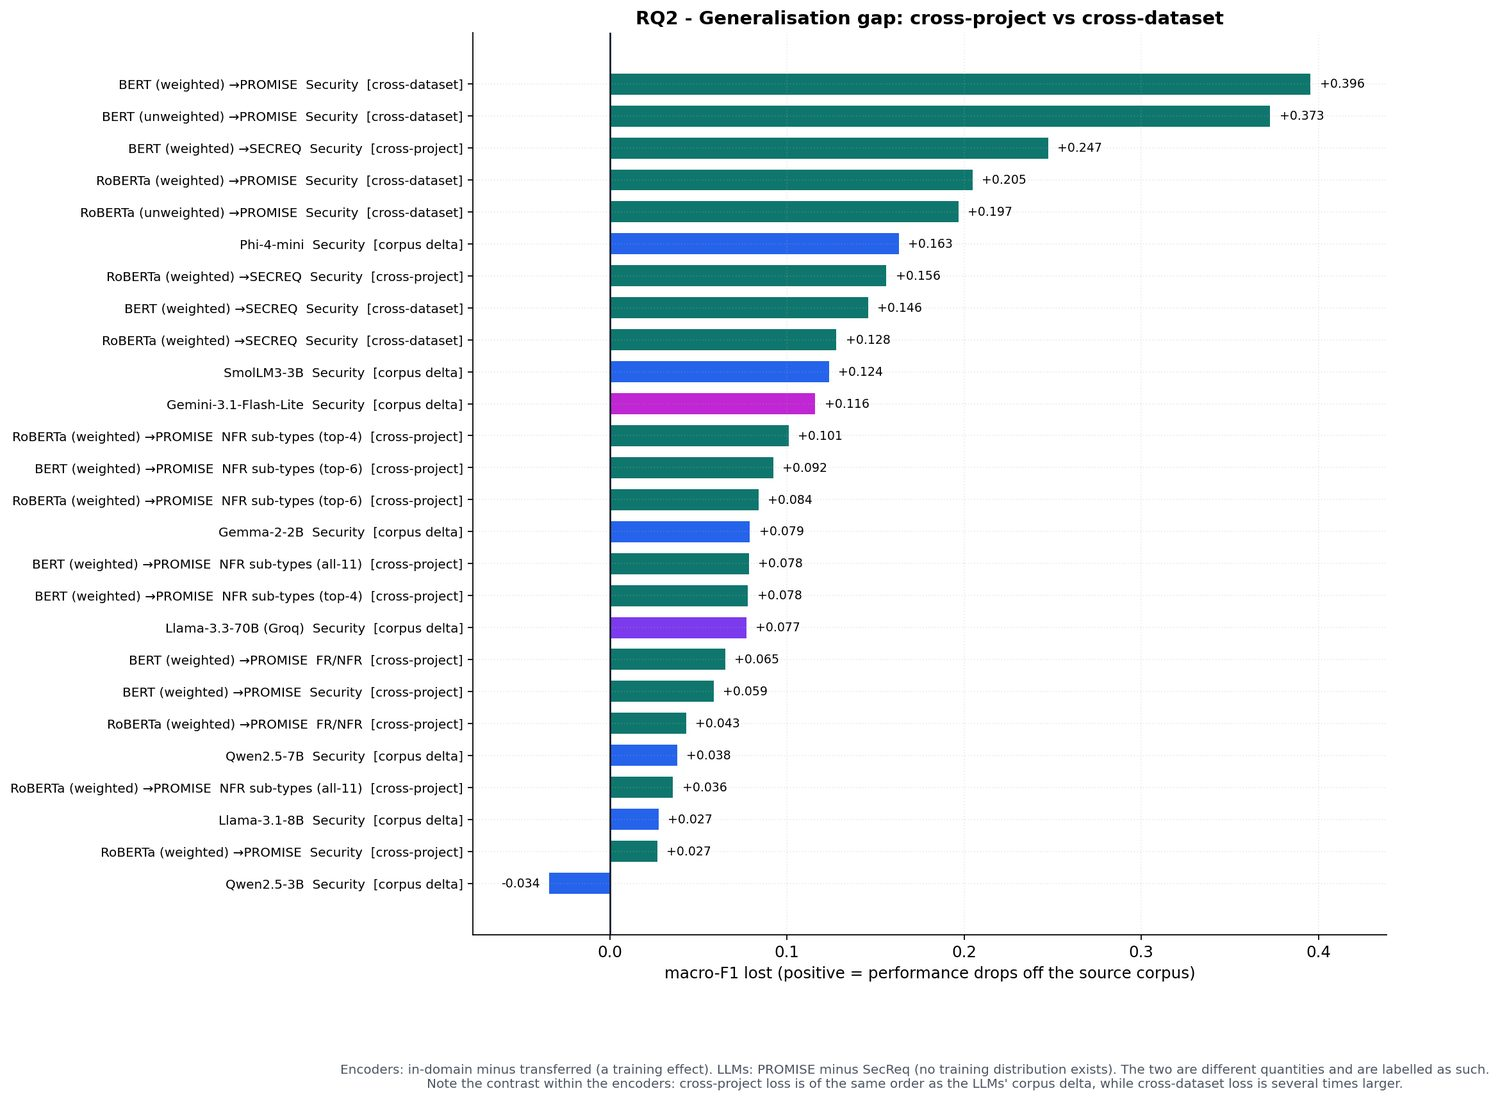 RQ2 - Generalisation gap: cross-project vs cross-dataset
BERT (weighted) →PROMISE  Security  [cross-dataset] +0.396
BERT (unweighted) →PROMISE  Security  [cross-dataset] +0.373
BERT (weighted) →SECREQ  Security  [cross-project] +0.247
RoBERTa (weighted) →PROMISE  Security  [cross-dataset] +0.205
RoBERTa (unweighted) →PROMISE  Security  [cross-dataset] +0.197
Phi-4-mini  Security  [corpus delta] +0.163
RoBERTa (weighted) →SECREQ  Security  [cross-project] +0.156
BERT (weighted) →SECREQ  Security  [cross-dataset] +0.146
RoBERTa (weighted) →SECREQ  Security  [cross-dataset] +0.128
SmolLM3-3B  Security  [corpus delta] +0.124
Gemini-3.1-Flash-Lite  Security  [corpus delta] +0.116
RoBERTa (weighted) →PROMISE  NFR sub-types (top-4)  [cross-project] +0.101
BERT (weighted) →PROMISE  NFR sub-types (top-6)  [cross-project] +0.092
RoBERTa (weighted) →PROMISE  NFR sub-types (top-6)  [cross-project] +0.084
Gemma-2-2B  Security  [corpus delta] +0.079
BERT (weighted) →PROMISE  NFR sub-types (all-11)  [cross-project] +0.078
BERT (weighted) →PROMISE  NFR sub-types (top-4)  [cross-project] +0.078
Llama-3.3-70B (Groq)  Security  [corpus delta] +0.077
BERT (weighted) →PROMISE  FR/NFR  [cross-project] +0.065
BERT (weighted) →PROMISE  Security  [cross-project] +0.059
RoBERTa (weighted) →PROMISE  FR/NFR  [cross-project] +0.043
Qwen2.5-7B  Security  [corpus delta] +0.038
RoBERTa (weighted) →PROMISE  NFR sub-types (all-11)  [cross-project] +0.036
Llama-3.1-8B  Security  [corpus delta] +0.027
RoBERTa (weighted) →PROMISE  Security  [cross-project] +0.027
Qwen2.5-3B  Security  [corpus delta] -0.034
0.0 0.1 0.2 0.3 0.4
macro-F1 lost (positive = performance drops off the source corpus)
Encoders: in-domain minus transferred (a training effect). LLMs: PROMISE minus SecReq (no training distribution exists). The two are different quantities and are labelled as such.
Note the contrast within the encoders: cross-project loss is of the same order as the LLMs' corpus delta, while cross-dataset loss is several times larger.